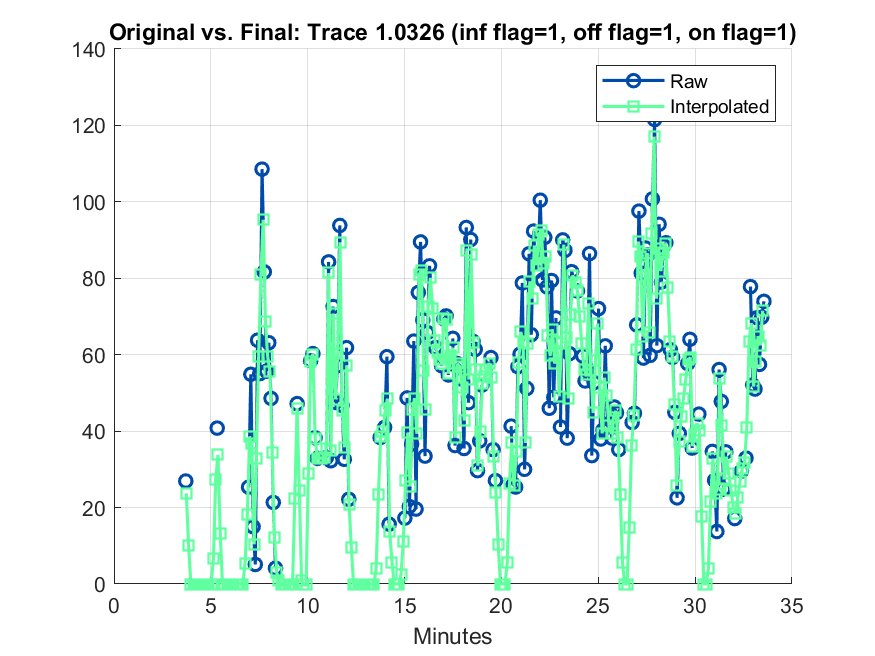 Original vs. Final: Trace 1.0326 (inf flag=1, off flag=1, on flag=1)
140
120
100
80
60
40
20
0
Raw
Interpolated
0 5 10 15 20 25 30 35
Minutes